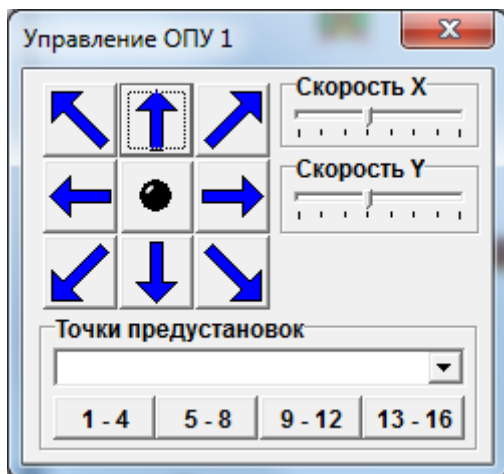 Управление ОПУ 1
Скорость X
Скорость Y
Точки предустановок
1 - 4 5 - 8 9 - 12 13 - 16